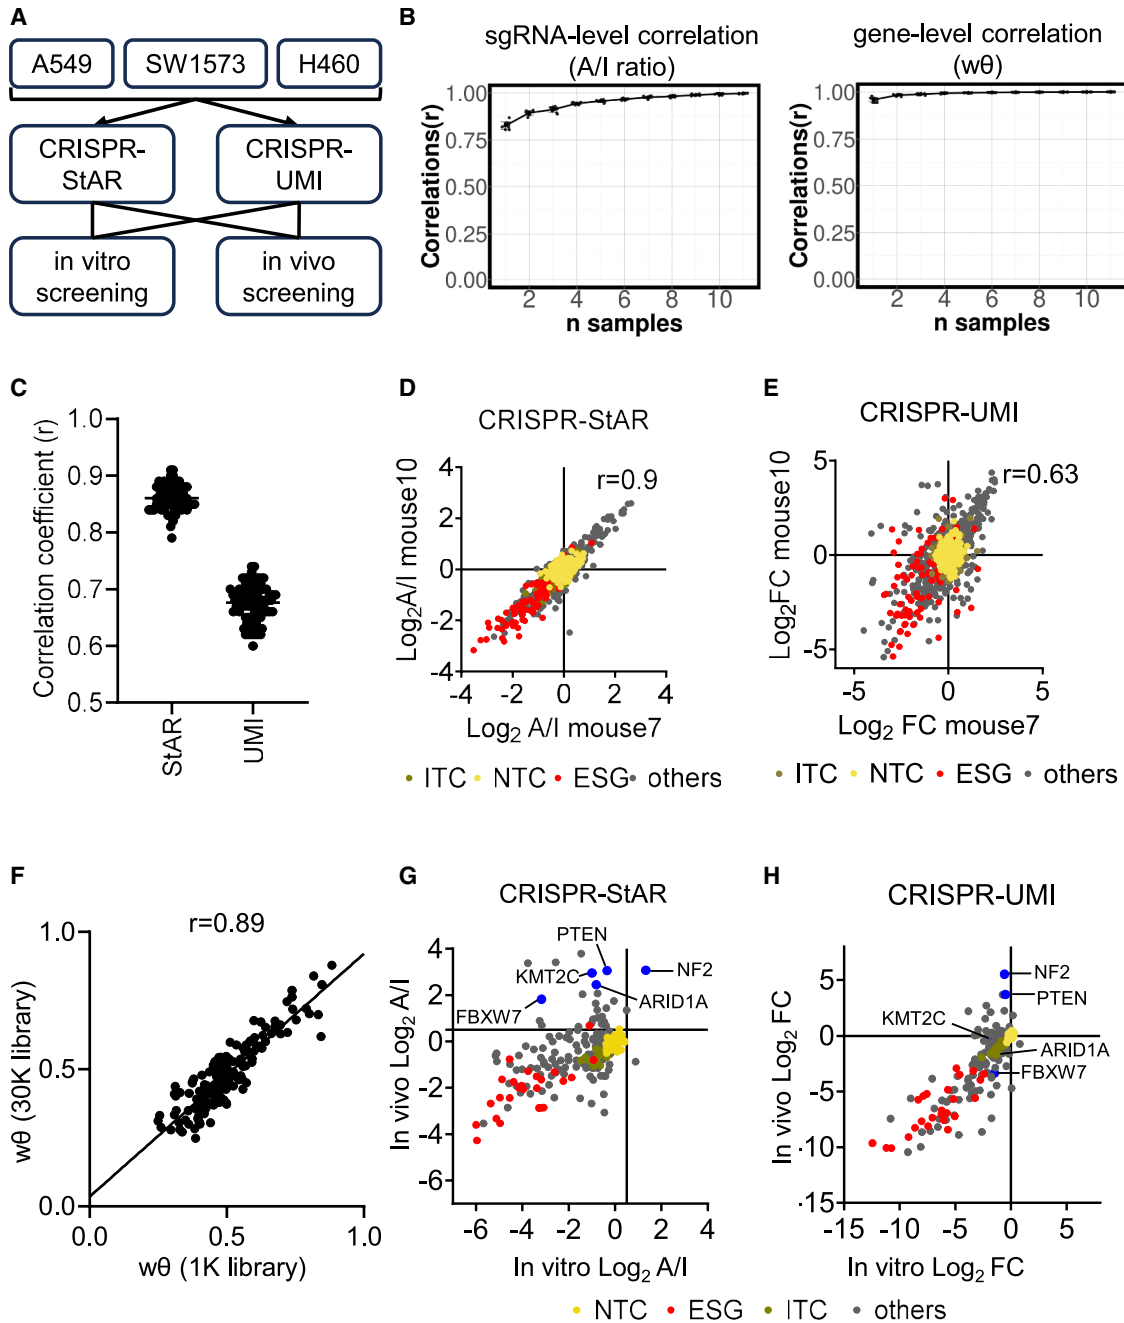 A
A549
SW1573
H460
CRISPR-
StAR
CRISPR-
UMI
in vitro
screening
in vivo
screening
B
sgRNA-level correlation
(A/I ratio)
Correlations(r)
1.00
0.75
0.50
0.25
0.00
2 4 6 8 10
n samples
gene-level correlation
(wθ)
Correlations(r)
1.00
0.75
0.50
0.25
0.00
2 4 6 8 10
n samples
C
Correlation coefficient (r)
1.0
0.9
0.8
0.7
0.6
0.5
StAR
UMI
D
CRISPR-StAR
r=0.9
Log₂A/I mouse10
4
2
0
-2
-4
-4 -2 0 2 4
Log₂ A/I mouse7
ITC NTC ESG others
E
CRISPR-UMI
r=0.63
Log₂FC mouse10
5
0
-5
-5 0 5
Log₂ FC mouse7
ITC NTC ESG others
F
r=0.89
wθ (30K library)
1.0
0.5
0.0
0.0 0.5 1.0
wθ (1K library)
G
CRISPR-StAR
PTEN
KMT2C
NF2
FBXW7
ARID1A
In vivo Log₂ A/I
4
2
0
-2
-4
-6
-6 -4 -2 0 2 4
In vitro Log₂ A/I
H
CRISPR-UMI
NF2
PTEN
KMT2C
ARID1A
FBXW7
In vivo Log₂ FC
5
0
-5
-10
-15
-15 -10 -5 0 5
In vitro Log₂ FC
NTC ESG ITC others